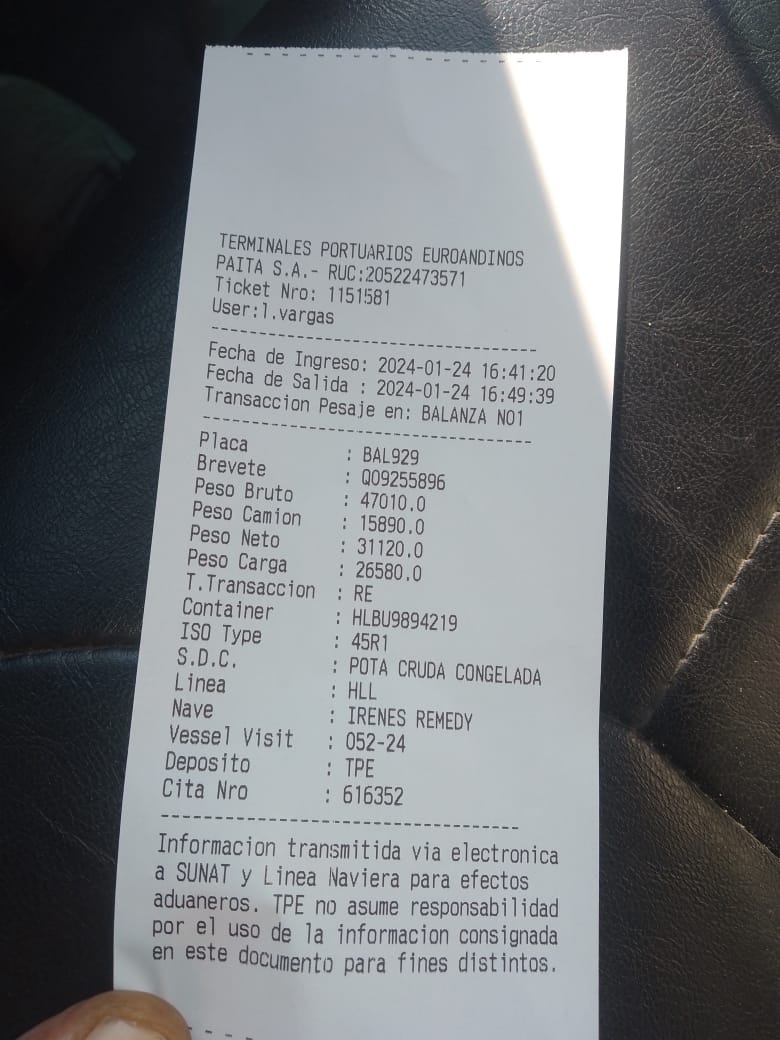 TERMINALES PORTUARIOS EUROANDINOS
PAITA S.A.- RUC:20522473571
Ticket Nro: 1151581
User:l.vargas
Fecha de Ingreso: 2024-01-24 16:41:20
Fecha de Salida : 2024-01-24 16:49:39
Transaccion Pesaje en: BALANZA NO1
Placa : BAL929
Brevete : Q09255896
Peso Bruto : 47010.0
Peso Camion : 15890.0
Peso Neto : 31120.0
Peso Carga : 26580.0
T.Transaccion : RE
Container : HLBU9894219
ISO Type : 45R1
S.D.C. : POTA CRUDA CONGELADA
Linea : HLL
Nave : IRENES REMEDY
Vessel Visit : 052-24
Deposito : TPE
Cita Nro : 616352
Informacion transmitida via electronica
a SUNAT y Linea Naviera para efectos
aduaneros. TPE no asume responsabilidad
por el uso de la informacion consignada
en este documento para fines distintos.